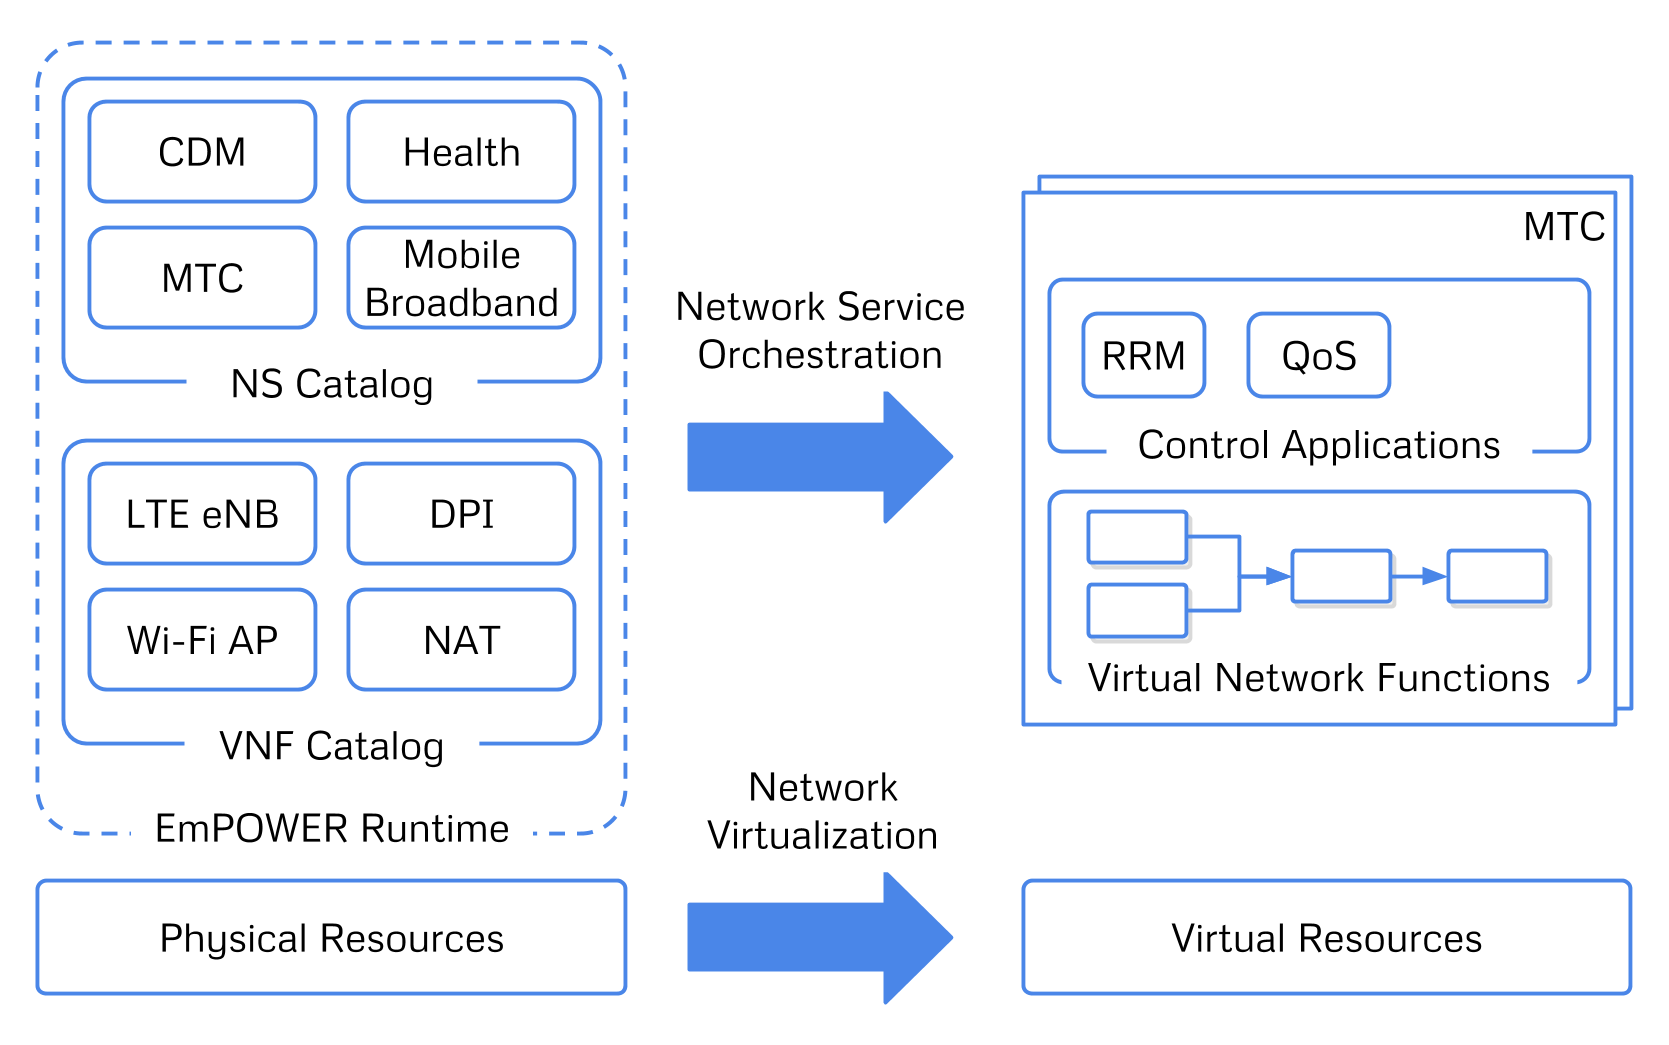 CDM
Health
MTC
Mobile
Broadband
NS Catalog
LTE eNB
DPI
Wi-Fi AP
NAT
VNF Catalog
EmPOWER Runtime
Physical Resources
Network Service
Orchestration
Network
Virtualization
MTC
RRM
QoS
Control Applications
Virtual Network Functions
Virtual Resources